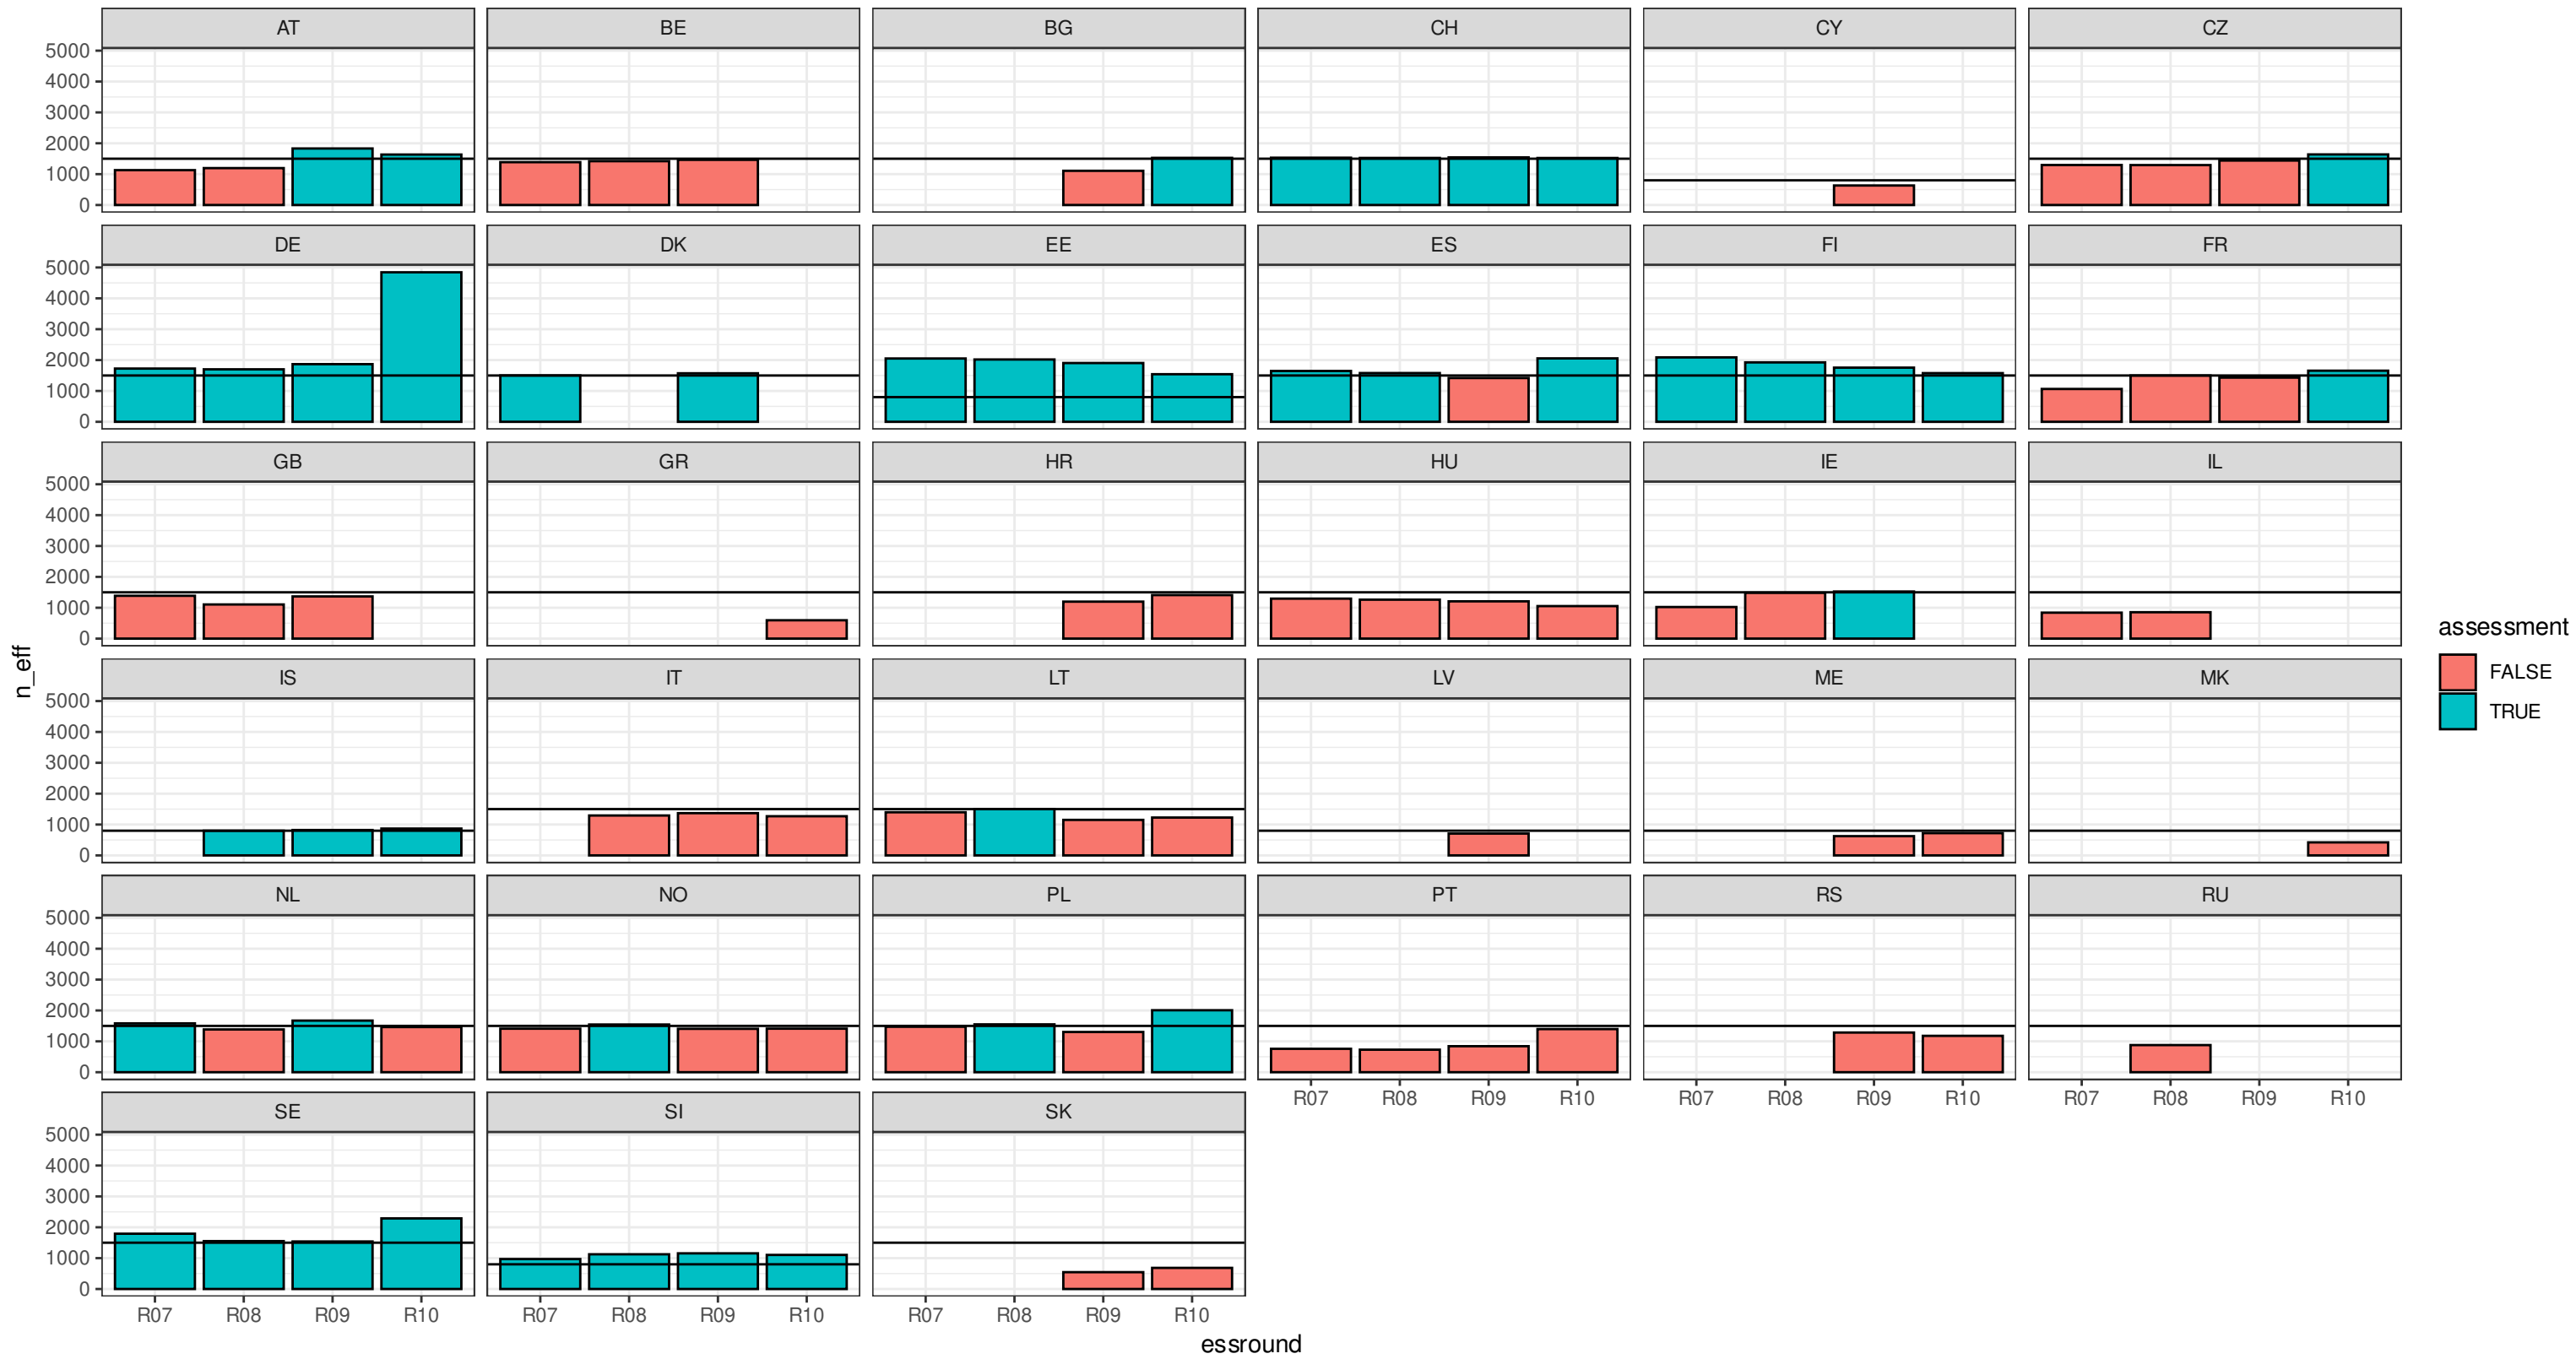 AT BE BG CH CY CZ
5000
4000
3000
2000
1000
0
DE DK EE ES FI FR
5000
4000
3000
2000
1000
0
GB GR HR HU IE IL
5000
4000
3000
2000
1000
0
n_eff
IS IT LT LV ME MK
5000
4000
3000
2000
1000
0
NL NO PL PT RS RU
5000
4000
3000
2000
1000
0
R07 R08 R09 R10 R07 R08 R09 R10 R07 R08 R09 R10
SE SI SK
5000
4000
3000
2000
1000
0
R07 R08 R09 R10 R07 R08 R09 R10 R07 R08 R09 R10
essround
assessment
FALSE
TRUE